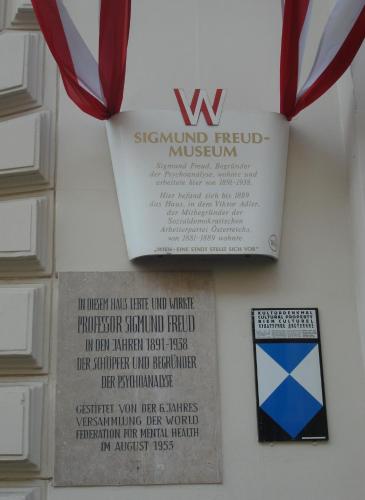 W
SIGMUND FREUD-
MUSEUM
Sigmund Freud, Begründer
der Psychoanalyse, wohnte und
arbeitete hier von 1891-1938.
Hier befand sich bis 1889
das Haus, in dem Viktor Adler,
der Mitbegründer der
Sozialdemokratischen
Arbeiterpartei Österreichs,
von 1881-1889 wohnte.
„WIEN - EINE STADT STELLT SICH VOR"
IN DIESEM HAUS LEBTE UND WIRKTE
PROFESSOR SIGMUND FREUD
IN DEN JAHREN 1891-1938
DER SCHÖPFER UND BEGRÜNDER
DER PSYCHOANALYSE
GESTIFTET VON DER 6. JAHRES
VERSAMMLUNG DER WORLD
FEDERATION FOR MENTAL HEALTH
IM AUGUST 1953
KULTURDENKMAL
CULTURAL PROPERTY
BIEN CULTUREL